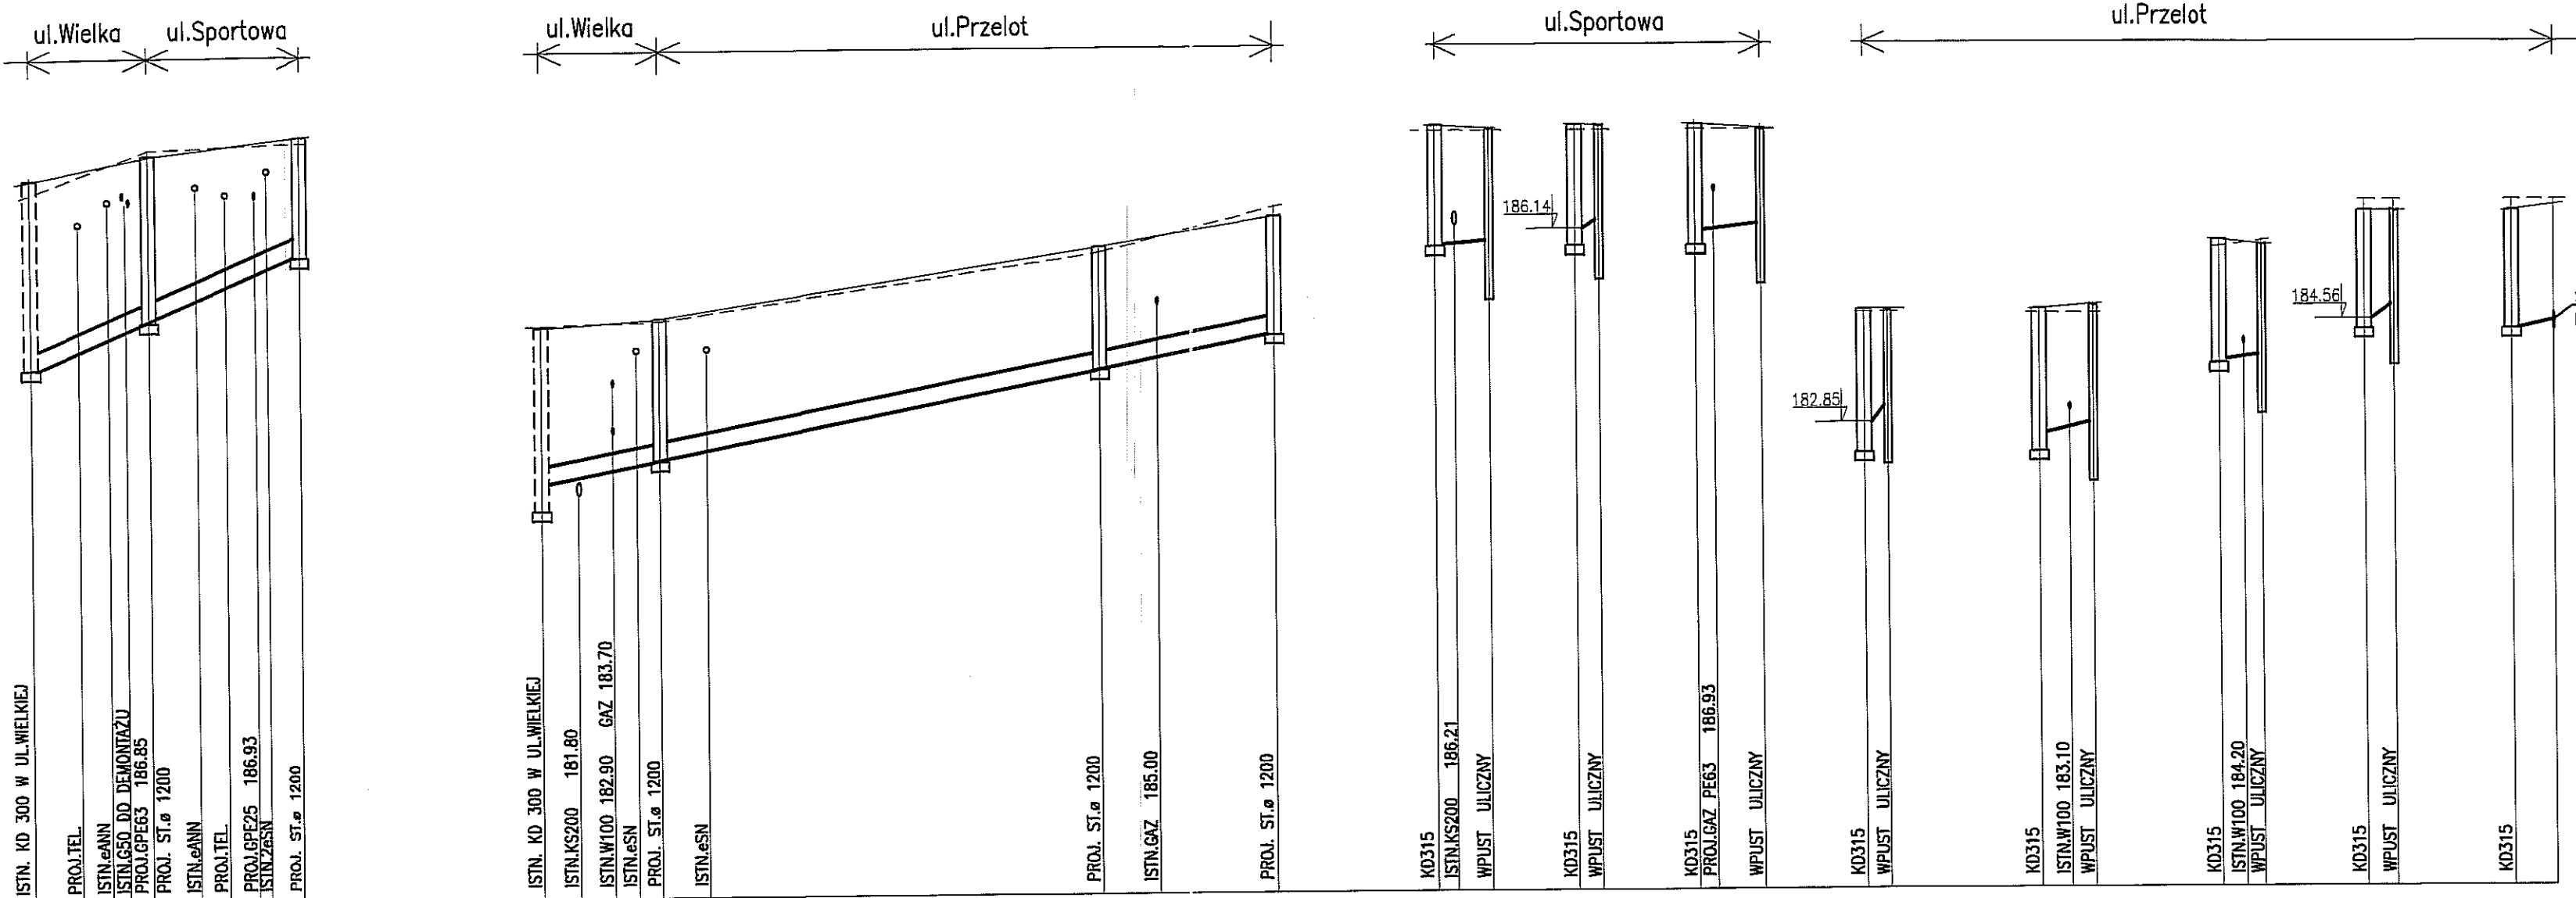 ul.Wielka
ul.Sportowa
ul.Wielka
ul.Przelot
ul.Sportowa
ul.Przelot
186.14
182.85
184.56
ISTN. KD 300 W UL.WIELKIEJ
PROJ.TEL.
ISTN.eANN
ISTN.G50 DO DEMONTAŻU
PROJ.GPE63 186.85
PROJ. ST.ø 1200
ISTN.eANN
PROJ.TEL.
PROJ.GPE25 186.93
ISTN.2eSN
PROJ. ST.ø 1200
ISTN. KD 300 W UL.WIELKIEJ
ISTN.KS200 181.80
ISTN.W100 182.90 GAZ 183.70
ISTN.eSN
PROJ. ST.ø 1200
ISTN.eSN
PROJ. ST.ø 1200
ISTN.GAZ 185.00
PROJ. ST.ø 1200
KD315
ISTN.KS200 186.21
WPUST ULICZNY
KD315
WPUST ULICZNY
KD315
PROJ.GAZ PE63 186.93
WPUST ULICZNY
KD315
WPUST ULICZNY
KD315
ISTN.W100 183.10
WPUST ULICZNY
KD315
ISTN.W100 184.20
WPUST ULICZNY
KD315
WPUST ULICZNY
KD315